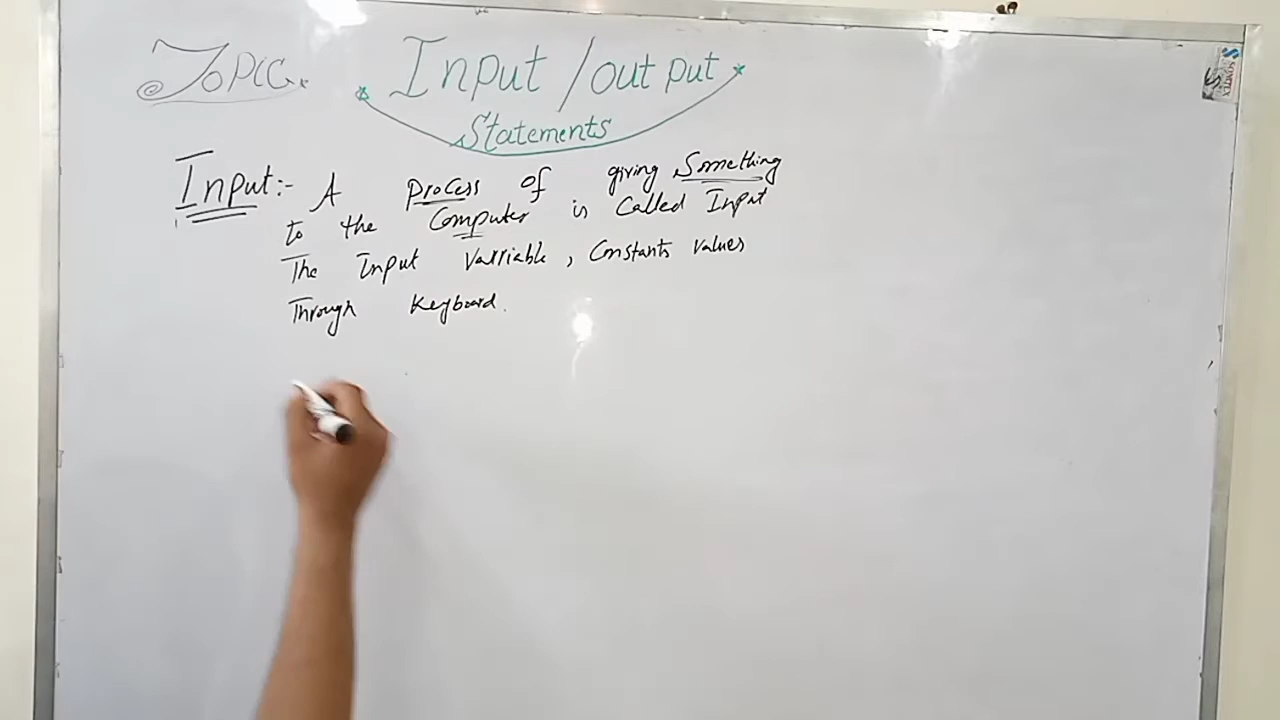 TOPIC.
Input/output
Statements
Input:- A process of giving Something
to the Computer is Called Input
The Input Varriable, Constants values
Through Keyboard.